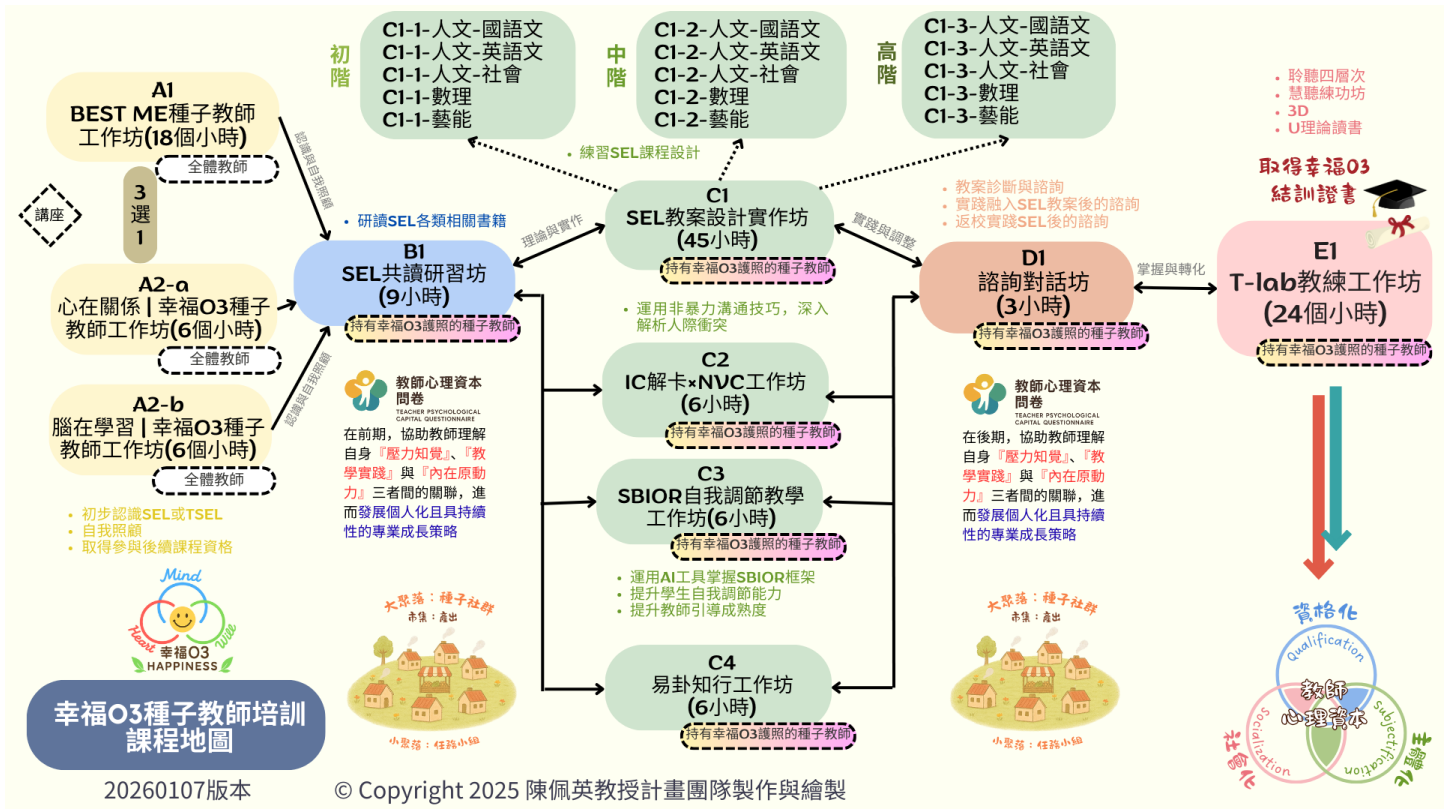 初階
C1-1-人文-國語文
C1-1-人文-英語文
C1-1-人文-社會
C1-1-數理
C1-1-藝能
中階
C1-2-人文-國語文
C1-2-人文-英語文
C1-2-人文-社會
C1-2-數理
C1-2-藝能
高階
C1-3-人文-國語文
C1-3-人文-英語文
C1-3-人文-社會
C1-3-數理
C1-3-藝能
A1
BEST ME種子教師
工作坊(18個小時)
全體教師
講座
3
選
1
A2-a
心在關係 | 幸福O3種子
教師工作坊(6個小時)
全體教師
A2-b
腦在學習 | 幸福O3種子
教師工作坊(6個小時)
全體教師
• 初步認識SEL或TSEL
• 自我照顧
• 取得參與後續課程資格
認識與自我照顧
認識與自我照顧
• 研讀SEL各類相關書籍
B1
SEL共讀研習坊
(9小時)
持有幸福O3護照的種子教師
理論與實作
• 練習SEL課程設計
C1
SEL教案設計實作坊
(45小時)
持有幸福O3護照的種子教師
• 運用非暴力溝通技巧，深入
解析人際衝突
C2
IC解卡×NVC工作坊
(6小時)
持有幸福O3護照的種子教師
C3
SBIOR自我調節教學
工作坊(6小時)
持有幸福O3護照的種子教師
• 運用AI工具掌握SBIOR框架
• 提升學生自我調節能力
• 提升教師引導成熟度
C4
易卦知行工作坊
(6小時)
持有幸福O3護照的種子教師
實踐與調整
• 教案診斷與諮詢
• 實踐融入SEL教案後的諮詢
• 返校實踐SEL後的諮詢
D1
諮詢對話坊
(3小時)
持有幸福O3護照的種子教師
掌握與轉化
• 聆聽四層次
• 慧聽練功坊
• 3D
• U理論讀書
取得幸福O3
結訓證書
E1
T-lab教練工作坊
(24個小時)
持有幸福O3護照的種子教師
教師心理資本
問卷
TEACHER PSYCHOLOGICAL
CAPITAL QUESTIONNAIRE
在前期，協助教師理解
自身『壓力知覺』、『教
學實踐』與『內在原動
力』三者間的關聯，進
而發展個人化且具持續
性的專業成長策略
大聚落：種子社群
市集：產出
小聚落：任務小組
教師心理資本
問卷
TEACHER PSYCHOLOGICAL
CAPITAL QUESTIONNAIRE
在後期，協助教師理解
自身『壓力知覺』、『教
學實踐』與『內在原動
力』三者間的關聯，進
而發展個人化且具持續
性的專業成長策略
大聚落：種子社群
市集：產出
小聚落：任務小組
資格化
Qualification
教師
心理資本
Socialization
社會化
Subjectification
主體化
Mind
Heart
Will
幸福O3
HAPPINESS
幸福O3種子教師培訓
課程地圖
20260107版本
© Copyright 2025 陳佩英教授計畫團隊製作與繪製